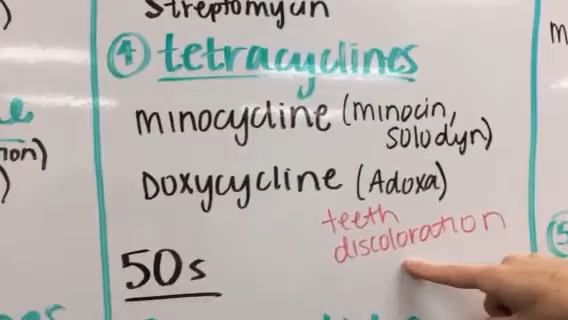 Streptomycin
④ tetracyclines
Minocycline (Minocin,
Solodyn)
Doxycycline (Adoxa)
teeth
discoloration
50s